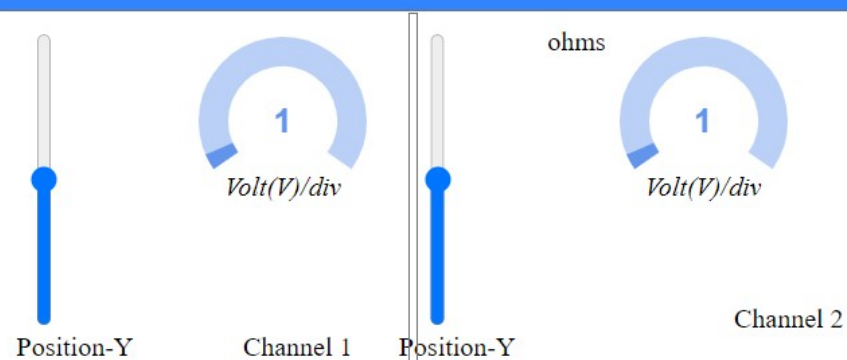 ohms
1
Volt(V)/div
1
Volt(V)/div
Channel 2
Position-Y
Channel 1
Position-Y